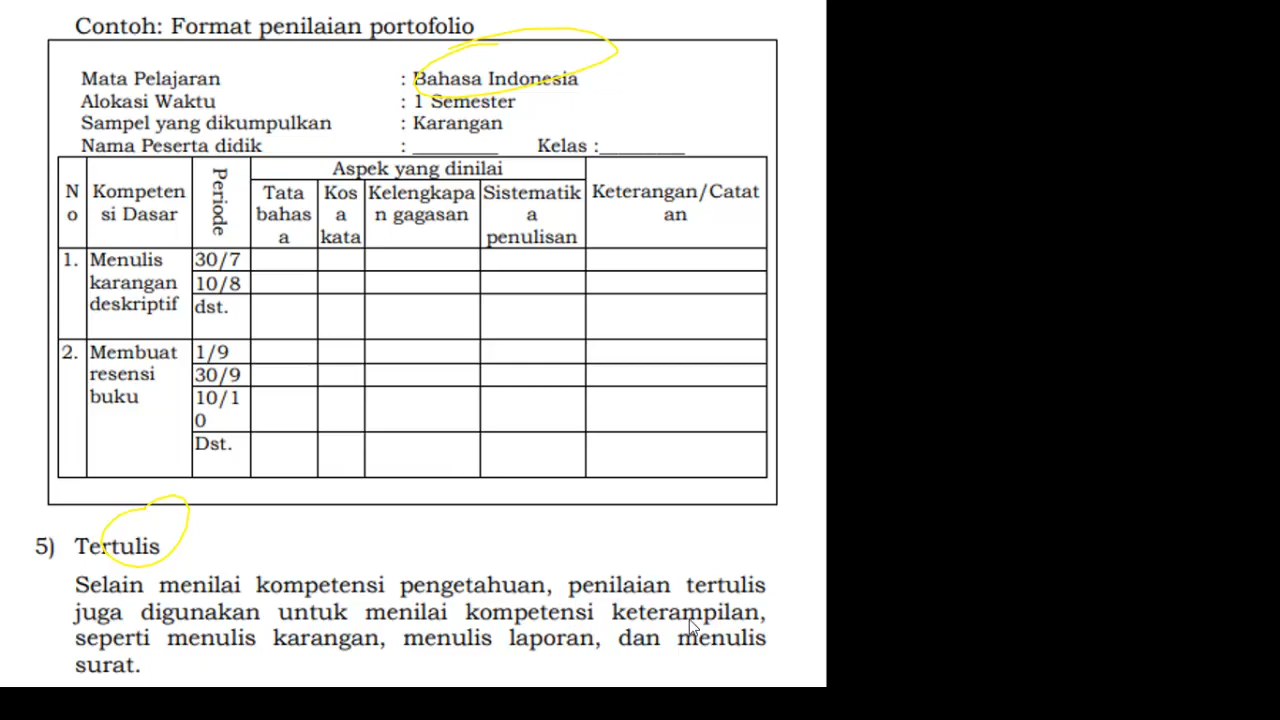 Contoh: Format penilaian portofolio
Mata Pelajaran : Bahasa Indonesia
Alokasi Waktu : 1 Semester
Sampel yang dikumpulkan : Karangan
Nama Peserta didik : _________ Kelas :_________
N
o
Kompeten
si Dasar
Periode
Aspek yang dinilai
Tata
bahas
a
Kos
a
kata
Kelengkapa
n gagasan
Sistematik
a
penulisan
Keterangan/Catat
an
1.
Menulis
karangan
deskriptif
30/7
10/8
dst.
2.
Membuat
resensi
buku
1/9
30/9
10/1
0
Dst.
5) Tertulis
Selain menilai kompetensi pengetahuan, penilaian tertulis
juga digunakan untuk menilai kompetensi keterampilan,
seperti menulis karangan, menulis laporan, dan menulis
surat.